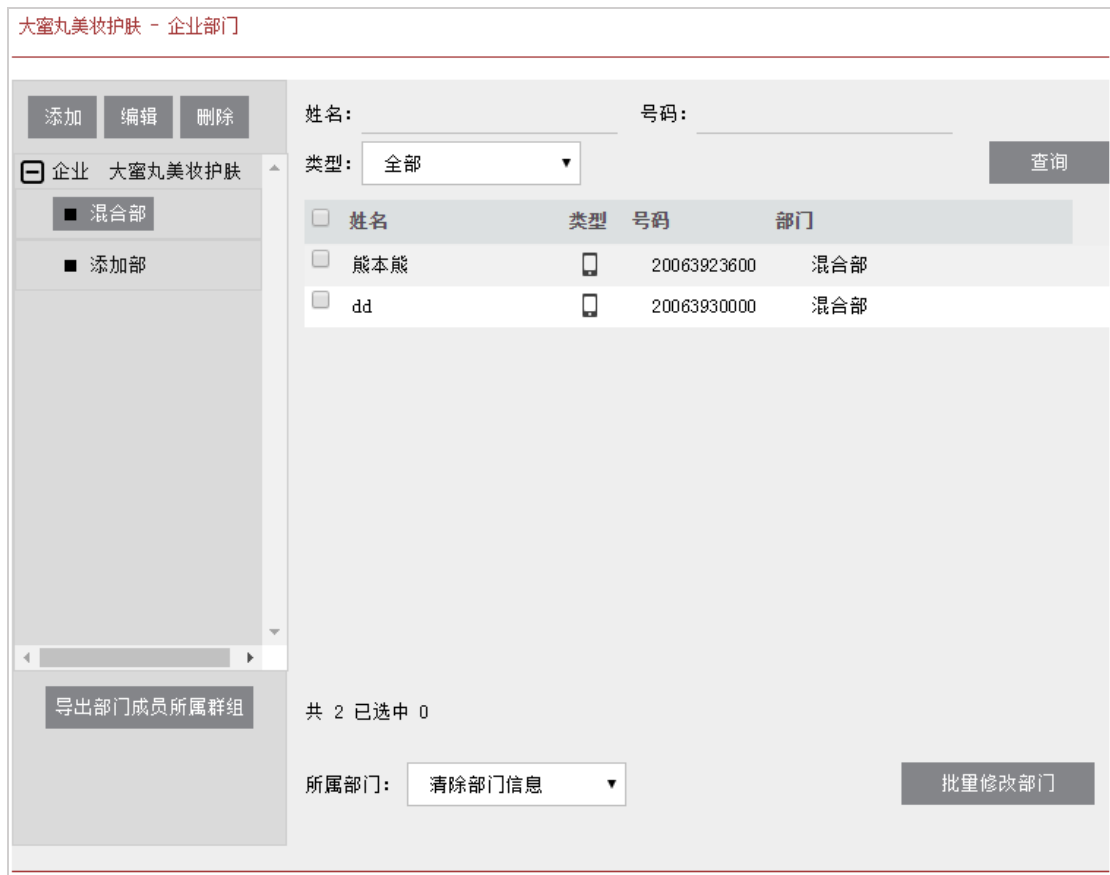 大蜜丸美妆护肤 - 企业部门
添加 编辑 删除
姓名: 号码:
企业 大蜜丸美妆护肤
类型: 全部 查询
混合部
姓名 类型 号码 部门
添加部
熊本熊 20063923600 混合部
dd 20063930000 混合部
导出部门成员所属群组
共 2 已选中 0
所属部门: 清除部门信息 批量修改部门